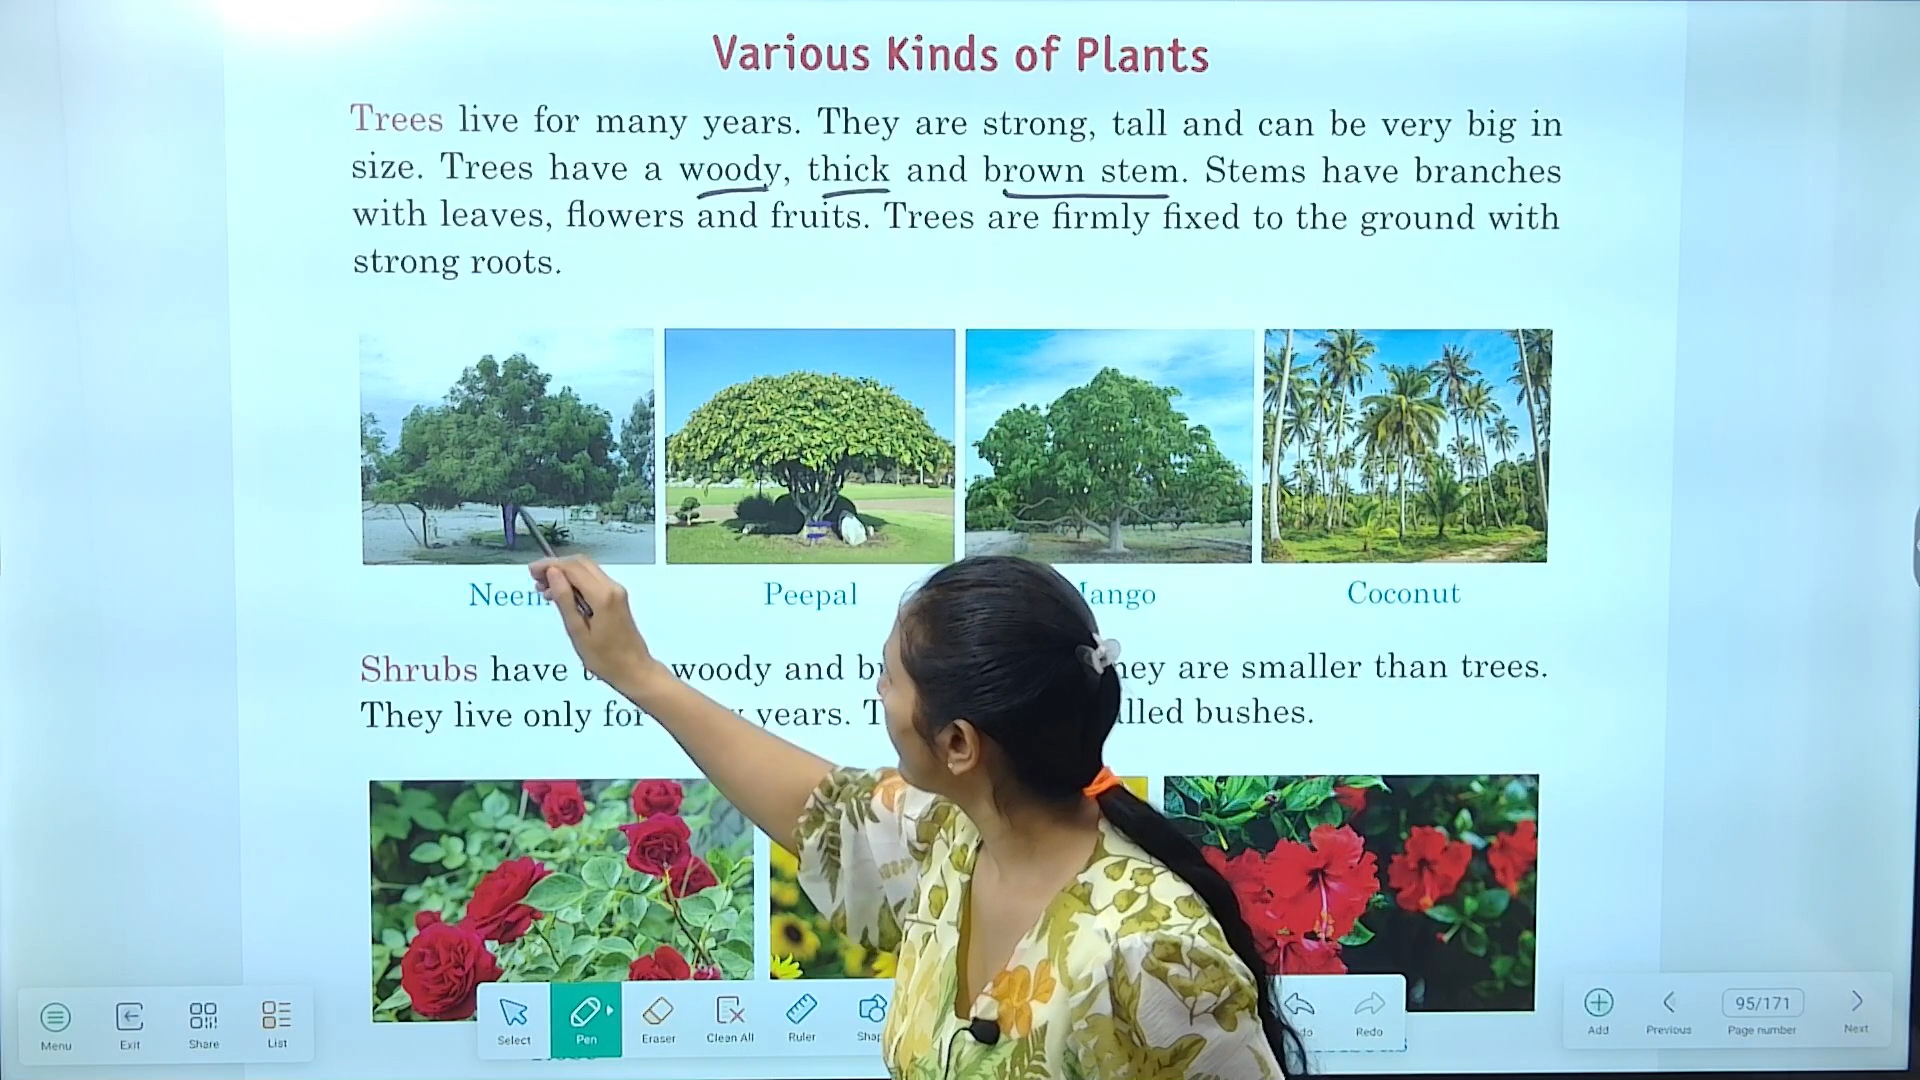 Various Kinds of Plants
Trees live for many years. They are strong, tall and can be very big in
size. Trees have a woody, thick and brown stem. Stems have branches
with leaves, flowers and fruits. Trees are firmly fixed to the ground with
strong roots.
Neem Peepal Mango Coconut
Shrubs have woody and they are smaller than trees.
They live only for years. called bushes.
Menu Exit Share List Select Pen Eraser Clean All Ruler Redo Add Previous 95/171 Page number Next